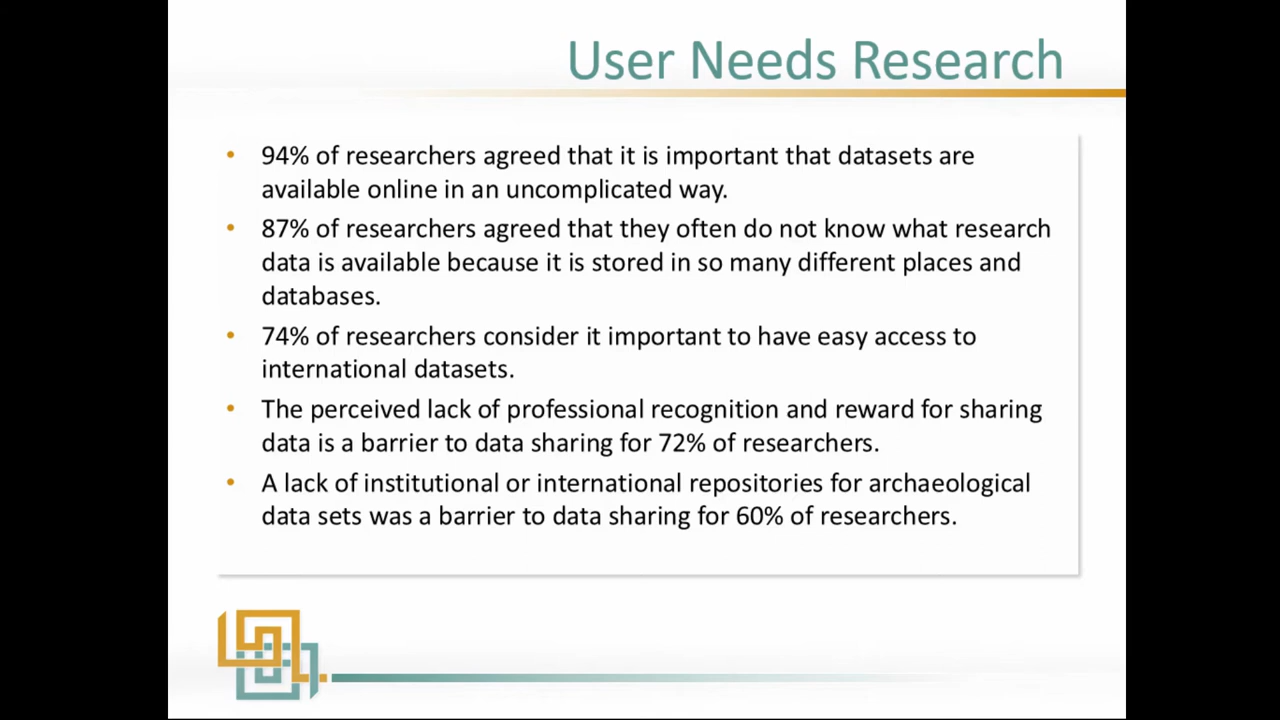 User Needs Research
• 94% of researchers agreed that it is important that datasets are
available online in an uncomplicated way.
• 87% of researchers agreed that they often do not know what research
data is available because it is stored in so many different places and
databases.
• 74% of researchers consider it important to have easy access to
international datasets.
• The perceived lack of professional recognition and reward for sharing
data is a barrier to data sharing for 72% of researchers.
• A lack of institutional or international repositories for archaeological
data sets was a barrier to data sharing for 60% of researchers.